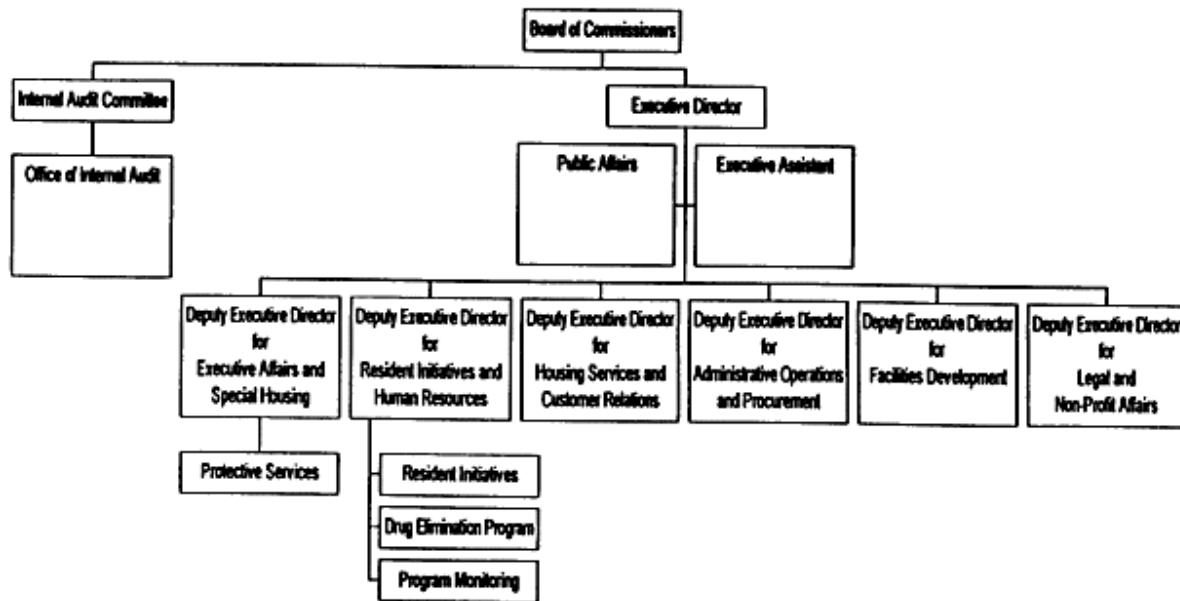 Board of Commissioners
Internal Audit Committee
Executive Director
Office of Internal Audit
Public Affairs
Executive Assistant
Deputy Executive Director
for
Executive Affairs and
Special Housing
Deputy Executive Director
for
Resident Initiatives and
Human Resources
Deputy Executive Director
for
Housing Services and
Customer Relations
Deputy Executive Director
for
Administrative Operations
and Procurement
Deputy Executive Director
for
Facilities Development
Deputy Executive Director
for
Legal and
Non-Profit Affairs
Protective Services
Resident Initiatives
Drug Elimination Program
Program Monitoring